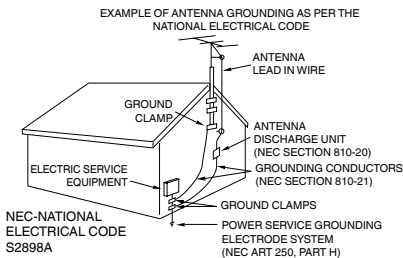 EXAMPLE OF ANTENNA GROUNDING AS PER THE
NATIONAL ELECTRICAL CODE
ANTENNA
LEAD IN WIRE
GROUND
CLAMP
ANTENNA
DISCHARGE UNIT
(NEC SECTION 810-20)
ELECTRIC SERVICE
EQUIPMENT
GROUNDING CONDUCTORS
(NEC SECTION 810-21)
GROUND CLAMPS
NEC-NATIONAL
ELECTRICAL CODE
S2898A
POWER SERVICE GROUNDING
ELECTRODE SYSTEM
(NEC ART 250, PART H)